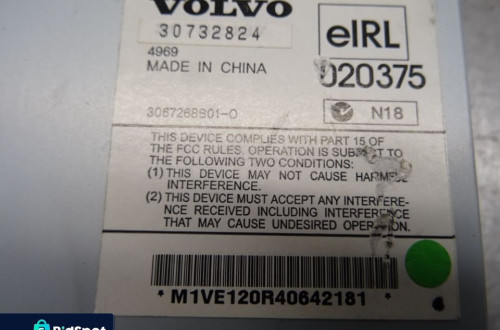 VOLVO
30732824
4969
MADE IN CHINA
eIRL
020375
3067268801-O
N18
THIS DEVICE COMPLIES WITH PART 15 OF
THE FCC RULES. OPERATION IS SUBJECT TO
THE FOLLOWING TWO CONDITIONS:
(1) THIS DEVICE MAY NOT CAUSE HARMFUL
INTERFERENCE.
(2) THIS DEVICE MUST ACCEPT ANY INTERFERE-
NCE RECEIVED INCLUDING INTERFERENCE
THAT MAY CAUSE UNDESIRED OPERATION.
* M1VE120R40642181 *
BidSpot